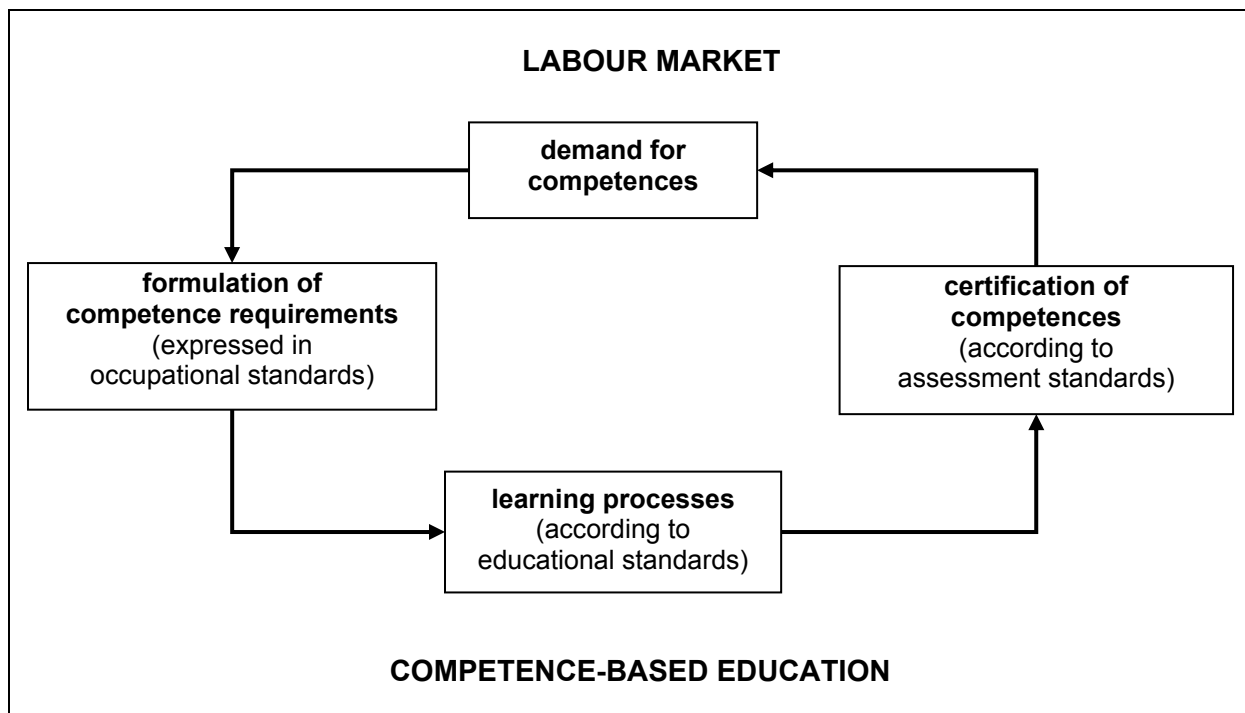 LABOUR MARKET
demand for
competences
formulation of
competence requirements
(expressed in
occupational standards)
certification of
competences
(according to
assessment standards)
learning processes
(according to
educational standards)
COMPETENCE-BASED EDUCATION